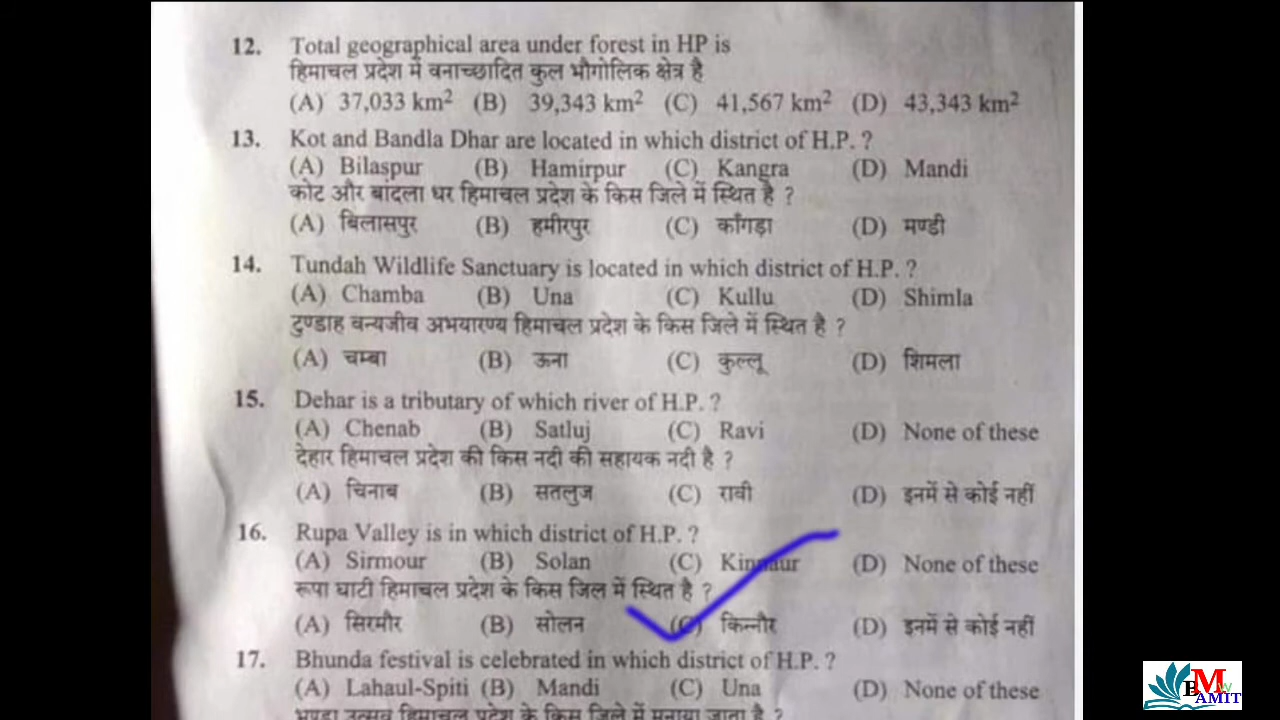 12. Total geographical area under forest in HP is
हिमाचल प्रदेश में वनाच्छादित कुल भौगोलिक क्षेत्र है
(A) 37,033 km² (B) 39,343 km² (C) 41,567 km² (D) 43,343 km²
13. Kot and Bandla Dhar are located in which district of H.P. ?
(A) Bilaspur (B) Hamirpur (C) Kangra (D) Mandi
कोट और बांदला धर हिमाचल प्रदेश के किस जिले में स्थित है ?
(A) बिलासपुर (B) हमीरपुर (C) काँगड़ा (D) मण्डी
14. Tundah Wildlife Sanctuary is located in which district of H.P. ?
(A) Chamba (B) Una (C) Kullu (D) Shimla
टुण्डाह वन्यजीव अभयारण्य हिमाचल प्रदेश के किस जिले में स्थित है ?
(A) चम्बा (B) ऊना (C) कुल्लू (D) शिमला
15. Dehar is a tributary of which river of H.P. ?
(A) Chenab (B) Satluj (C) Ravi (D) None of these
देहार हिमाचल प्रदेश की किस नदी की सहायक नदी है ?
(A) चिनाब (B) सतलुज (C) रावी (D) इनमें से कोई नहीं
16. Rupa Valley is in which district of H.P. ?
(A) Sirmour (B) Solan (C) Kinnaur (D) None of these
रूपा घाटी हिमाचल प्रदेश के किस जिल में स्थित है ?
(A) सिरमौर (B) सोलन (C) किन्नौर (D) इनमें से कोई नहीं
17. Bhunda festival is celebrated in which district of H.P. ?
(A) Lahaul-Spiti (B) Mandi (C) Una (D) None of these
भुण्डा उत्सव हिमाचल प्रदेश के किस जिले में मनाया जाता है ?
BMW
AMIT